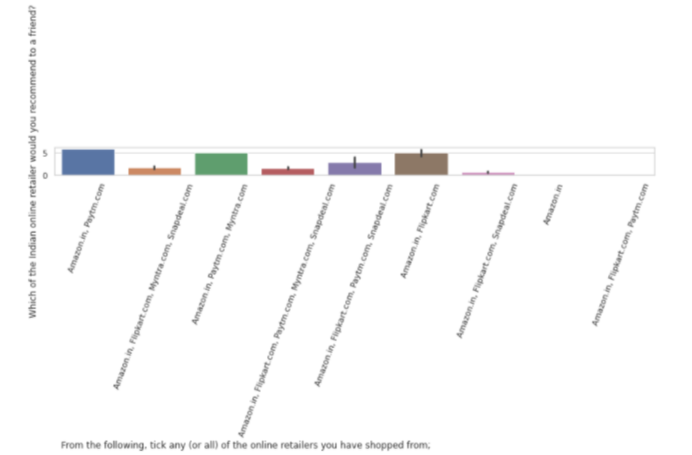 Which of the Indian online retailer would you recommend to a friend?
5
0
Amazon.in, Paytm.com
Amazon.in, Flipkart.com, Myntra.com, Snapdeal.com
Amazon.in, Paytm.com, Myntra.com
Amazon.in, Flipkart.com, Paytm.com, Myntra.com, Snapdeal.com
Amazon.in, Flipkart.com, Paytm.com, Snapdeal.com
Amazon.in, Flipkart.com
Amazon.in, Flipkart.com, Snapdeal.com
Amazon.in
Amazon.in, Flipkart.com, Paytm.com
From the following, tick any (or all) of the online retailers you have shopped from;